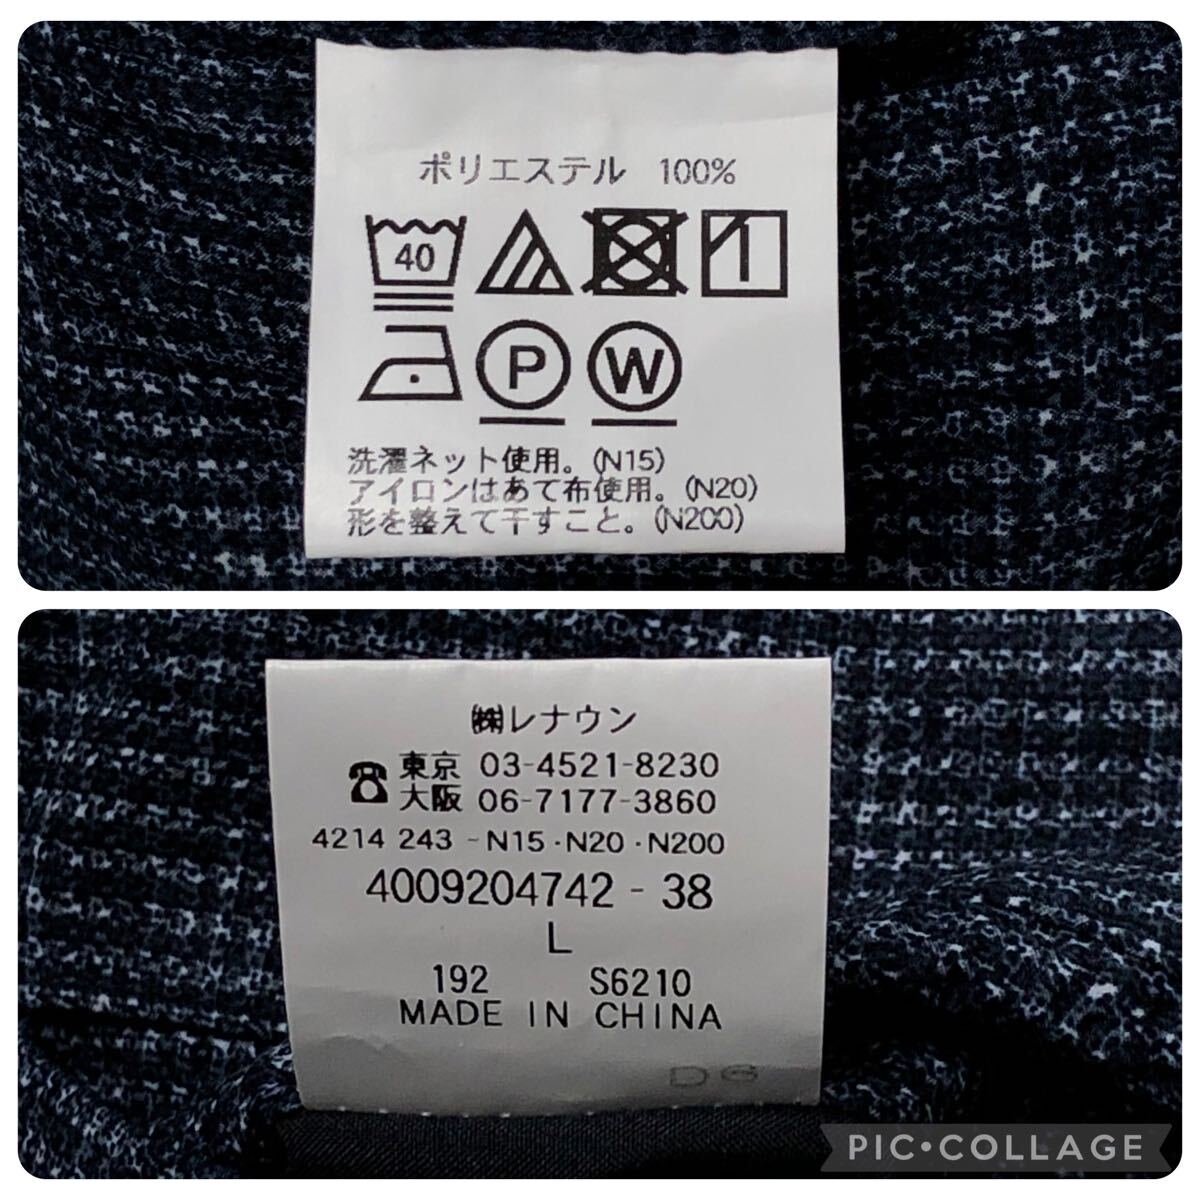 ポリエステル 100%
40
P W
洗濯ネット使用。(N15)
アイロンはあて布使用。(N20)
形を整えて干すこと。(N200)
㈱レナウン
☎ 東京 03-4521-8230
大阪 06-7177-3860
4214 243 -N15・N20・N200
4009204742 - 38
L
192 S6210
MADE IN CHINA
D6
PIC•COLLAGE